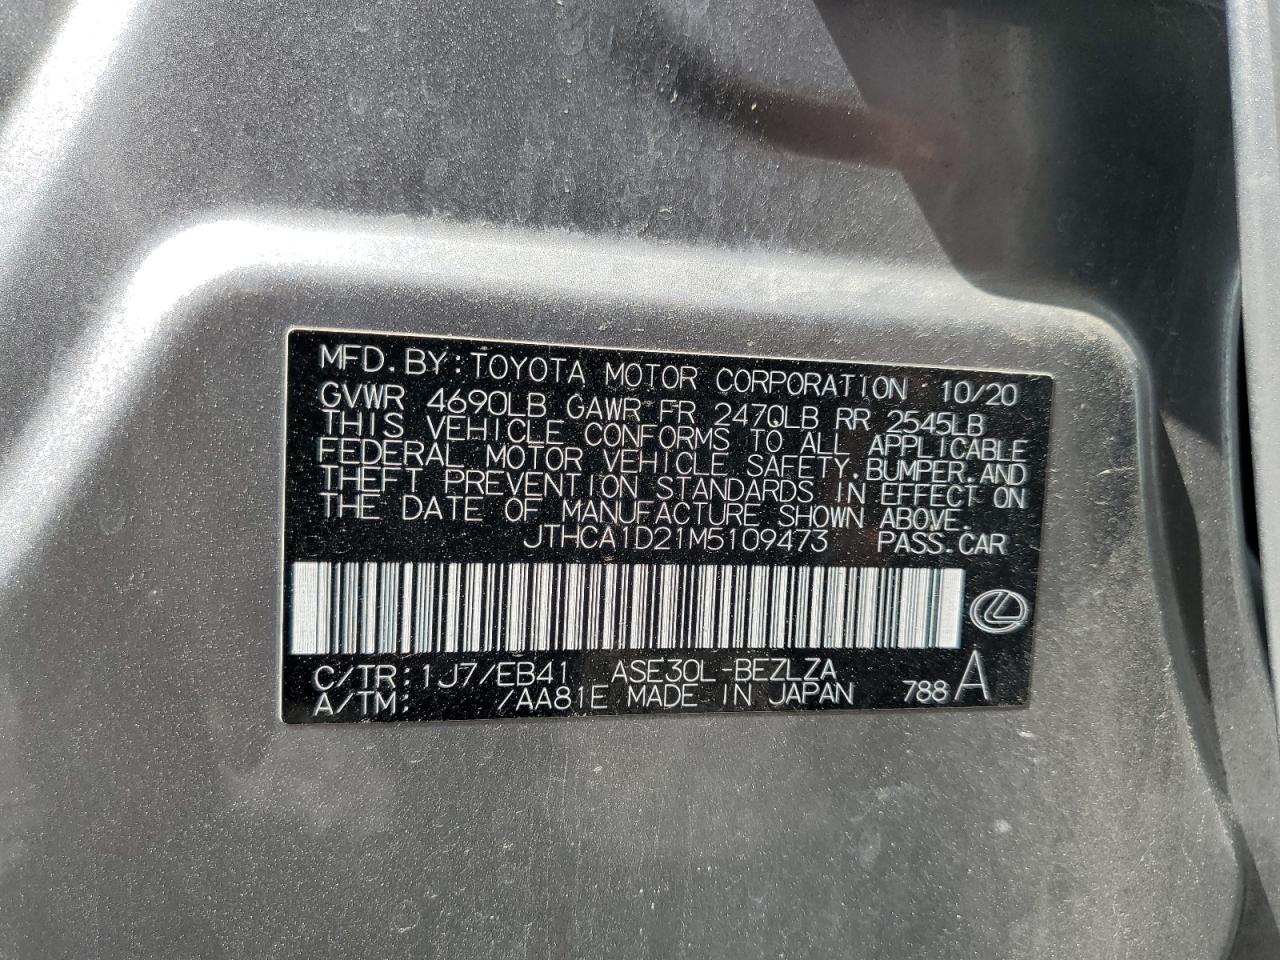 MFD. BY: TOYOTA MOTOR CORPORATION 10/20
GVWR 4690LB GAWR FR 2470LB RR 2545LB
THIS VEHICLE CONFORMS TO ALL APPLICABLE
FEDERAL MOTOR VEHICLE SAFETY, BUMPER, AND
THEFT PREVENTION STANDARDS IN EFFECT ON
THE DATE OF MANUFACTURE SHOWN ABOVE.
JTHCA1D21M5109473 PASS. CAR
C/TR: 1J7/EB41 ASE30L-BEZLZA
A/TM: /AA81E MADE IN JAPAN 788 A